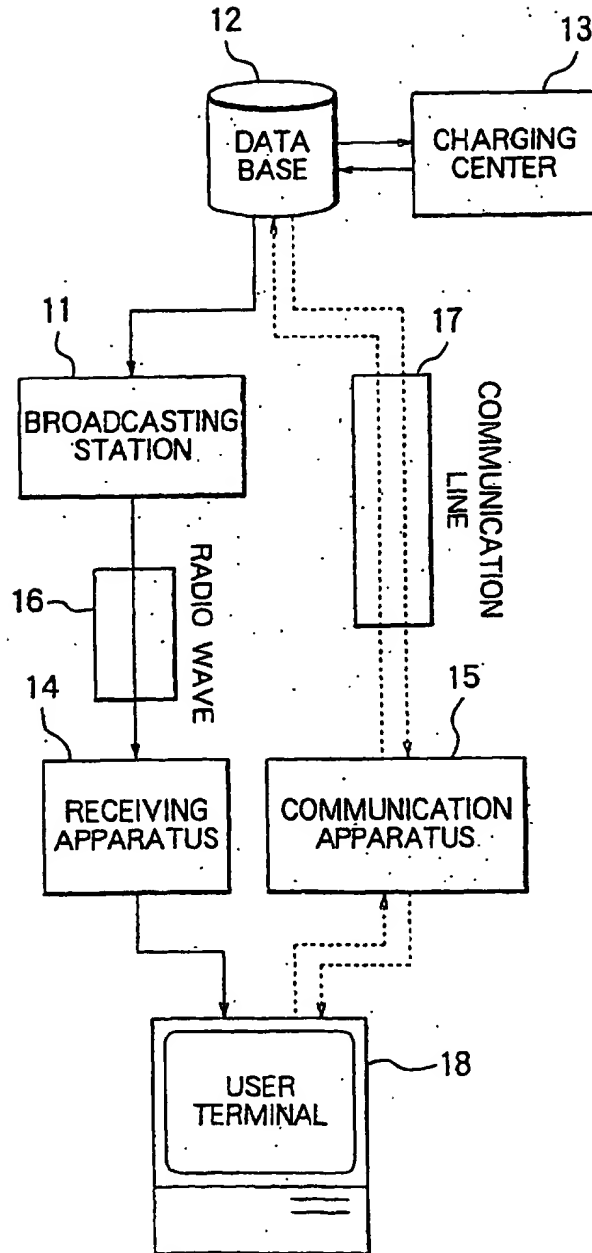 12
13
DATA
BASE
CHARGING
CENTER
11
17
BROADCASTING
STATION
COMMUNICATION
LINE
16
RADIO WAVE
14
15
RECEIVING
APPARATUS
COMMUNICATION
APPARATUS
18
USER
TERMINAL